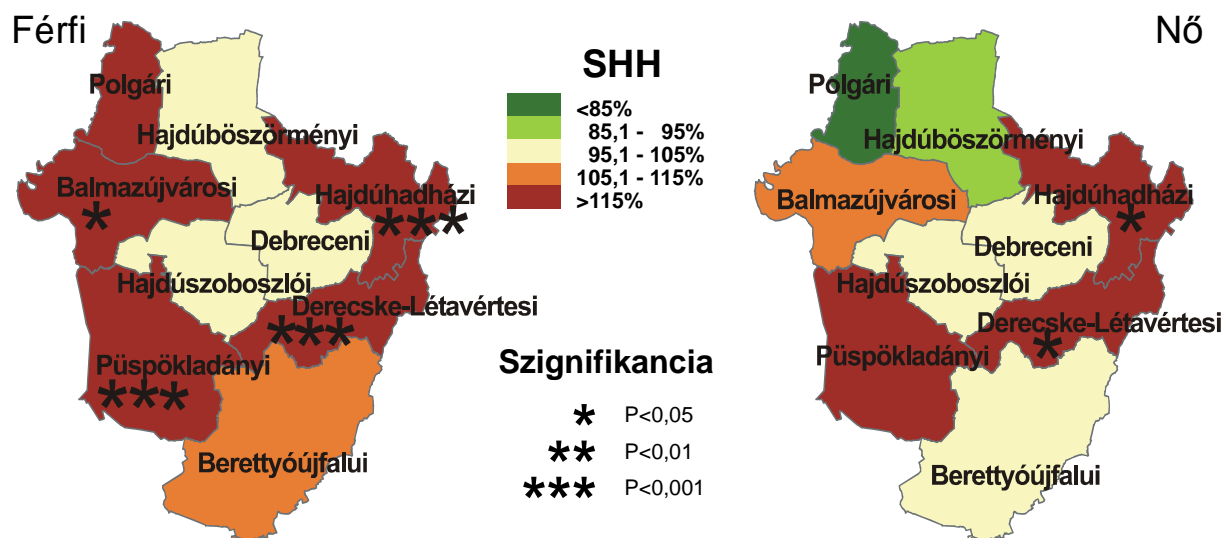 Férfi
Polgári
Hajdúböszörményi
Balmazújvárosi
*
Hajdúhadházi
***
Debreceni
Hajdúszoboszlói
Derecske-Létavértesi
***
Püspökladányi
***
Berettyóújfalui
SHH
<85%
85,1 - 95%
95,1 - 105%
105,1 - 115%
>115%
Szignifikancia
* P<0,05
** P<0,01
*** P<0,001
Nő
Polgári
Hajdúböszörményi
Balmazújvárosi
Hajdúhadházi
*
Debreceni
Hajdúszoboszlói
Derecske-Létavértesi
*
Püspökladányi
Berettyóújfalui